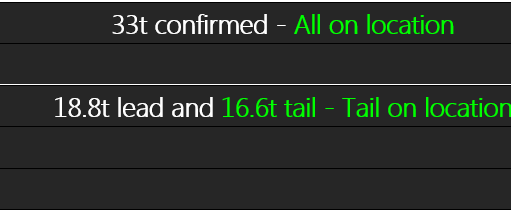 33t confirmed - All on location
18.8t lead and 16.6t tail - Tail on location